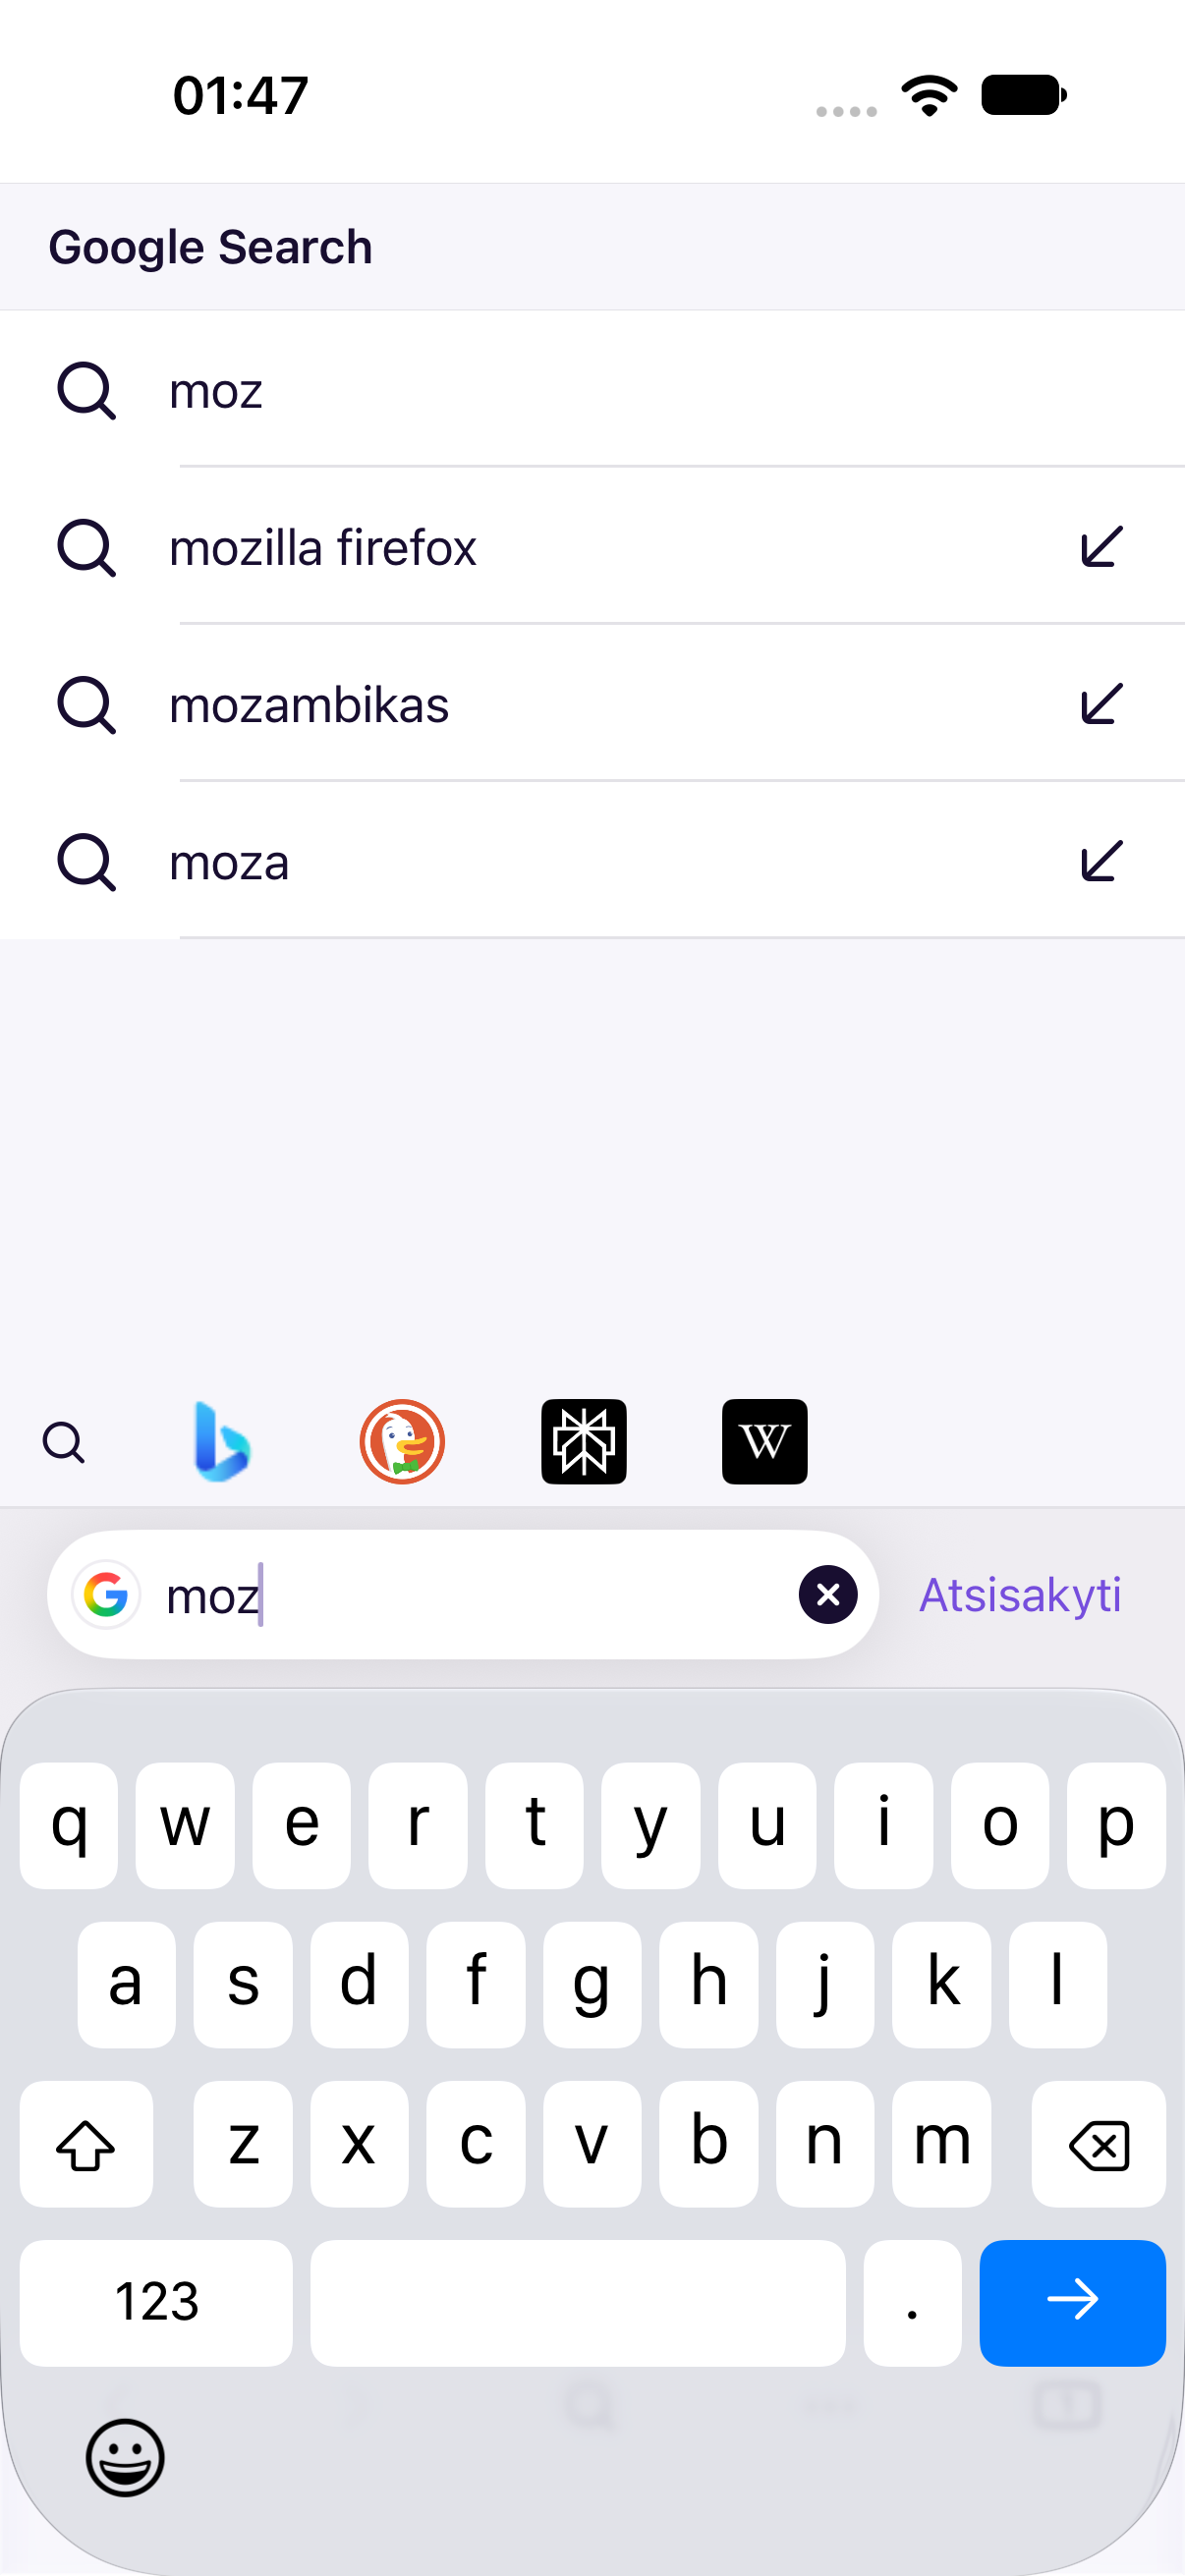 01:47
Google Search
moz
mozilla firefox
mozambikas
moza
W
G moz Atsisakyti
q w e r t y u i o p
a s d f g h j k l
z x c v b n m
123 .